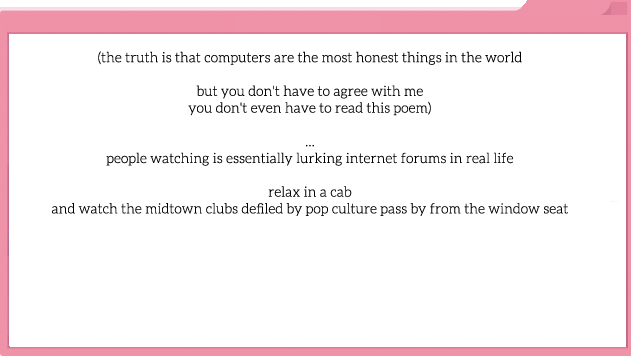 (the truth is that computers are the most honest things in the world
but you don't have to agree with me
you don't even have to read this poem)
...
people watching is essentially lurking internet forums in real life
relax in a cab
and watch the midtown clubs defiled by pop culture pass by from the window seat